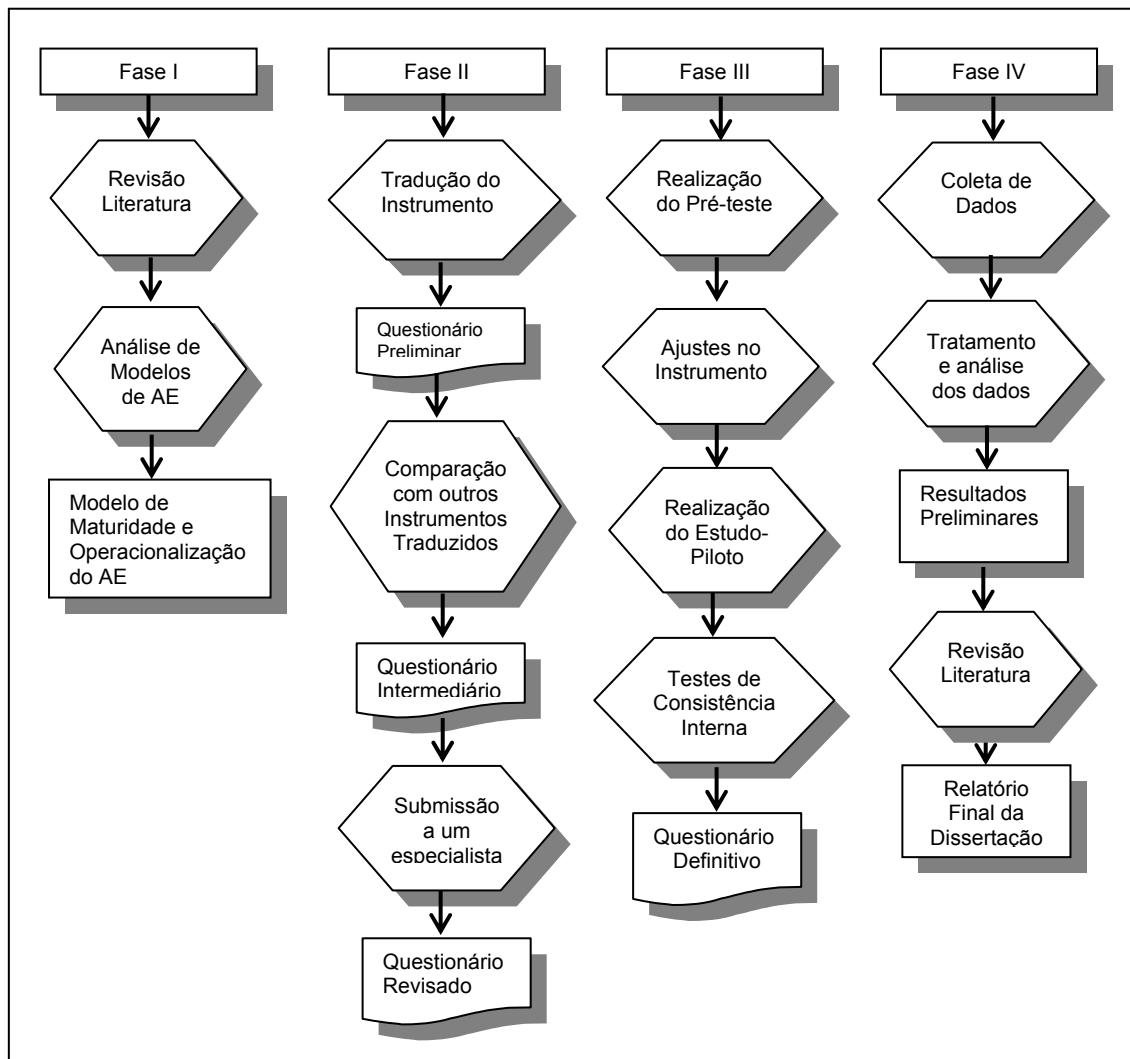 Fase I
Revisão
Literatura
Análise de
Modelos
de AE
Modelo de
Maturidade e
Operacionalização
do AE
Fase II
Tradução do
Instrumento
Questionário
Preliminar
Comparação
com outros
Instrumentos
Traduzidos
Questionário
Intermediário
Submissão
a um
especialista
Questionário
Revisado
Fase III
Realização
do Pré-teste
Ajustes no
Instrumento
Realização
do Estudo-
Piloto
Testes de
Consistência
Interna
Questionário
Definitivo
Fase IV
Coleta de
Dados
Tratamento
e análise
dos dados
Resultados
Preliminares
Revisão
Literatura
Relatório
Final da
Dissertação